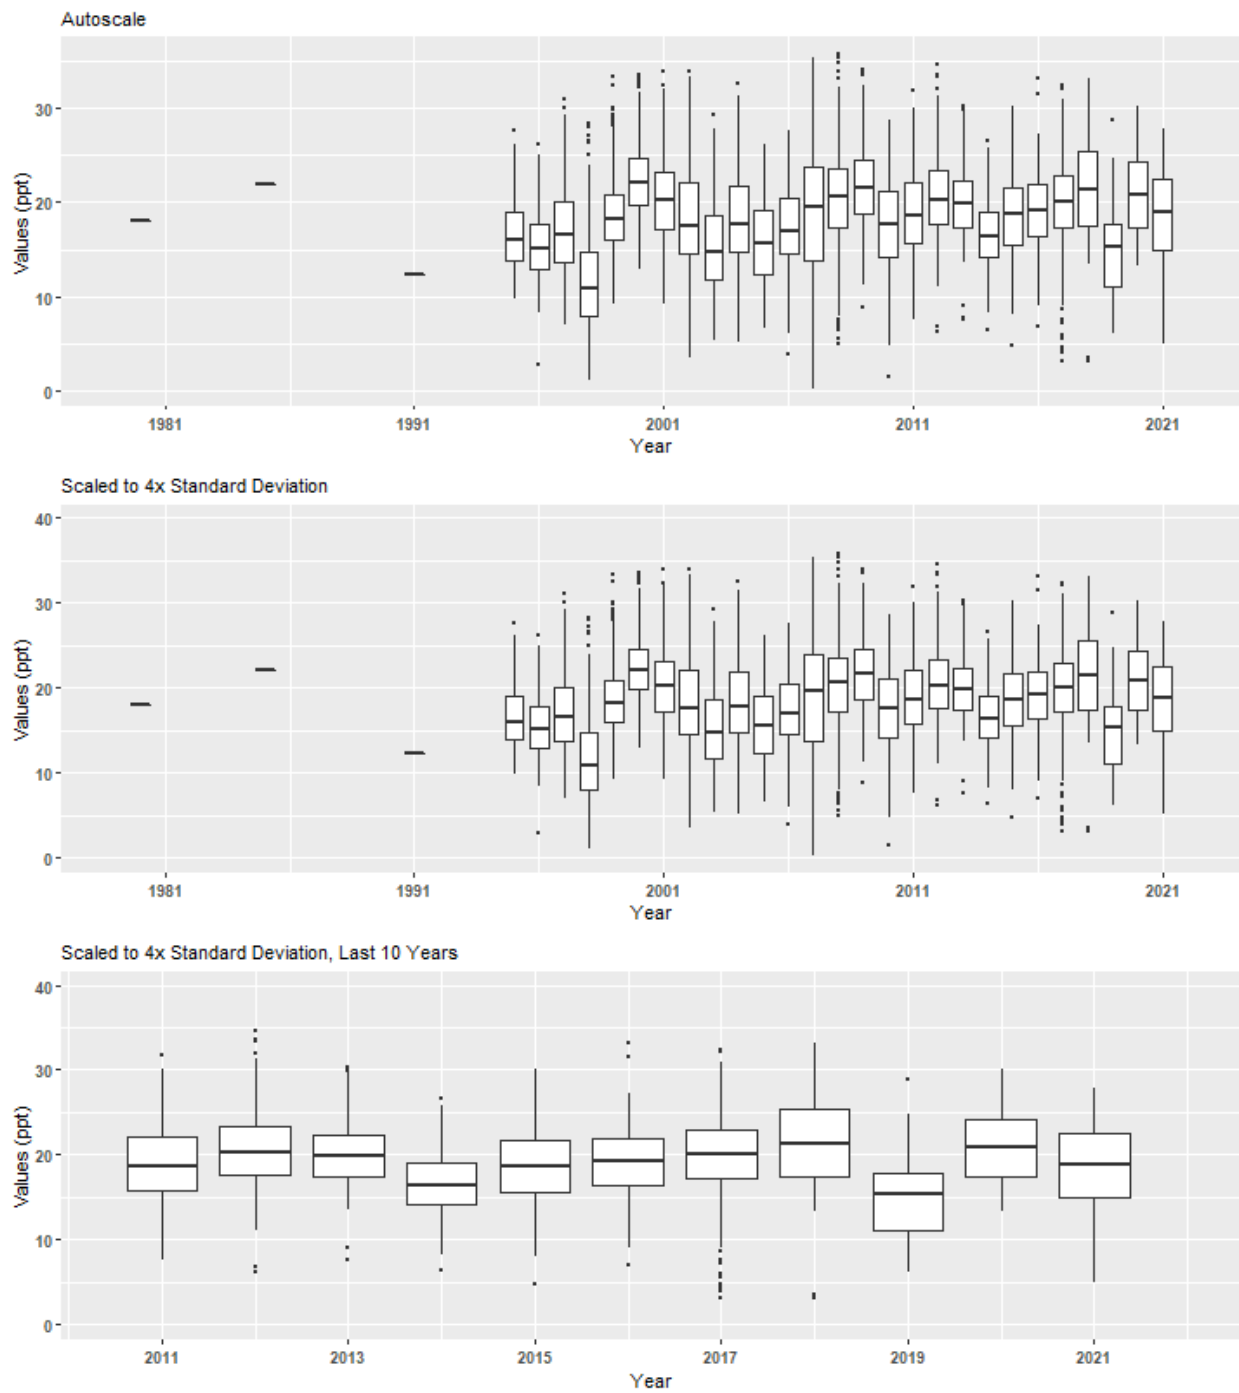 Autoscale
Values (ppt)
30
20
10
0
1981 1991 2001 2011 2021
Year
Scaled to 4x Standard Deviation
Values (ppt)
40
30
20
10
0
1981 1991 2001 2011 2021
Year
Scaled to 4x Standard Deviation, Last 10 Years
Values (ppt)
40
30
20
10
0
2011 2013 2015 2017 2019 2021
Year